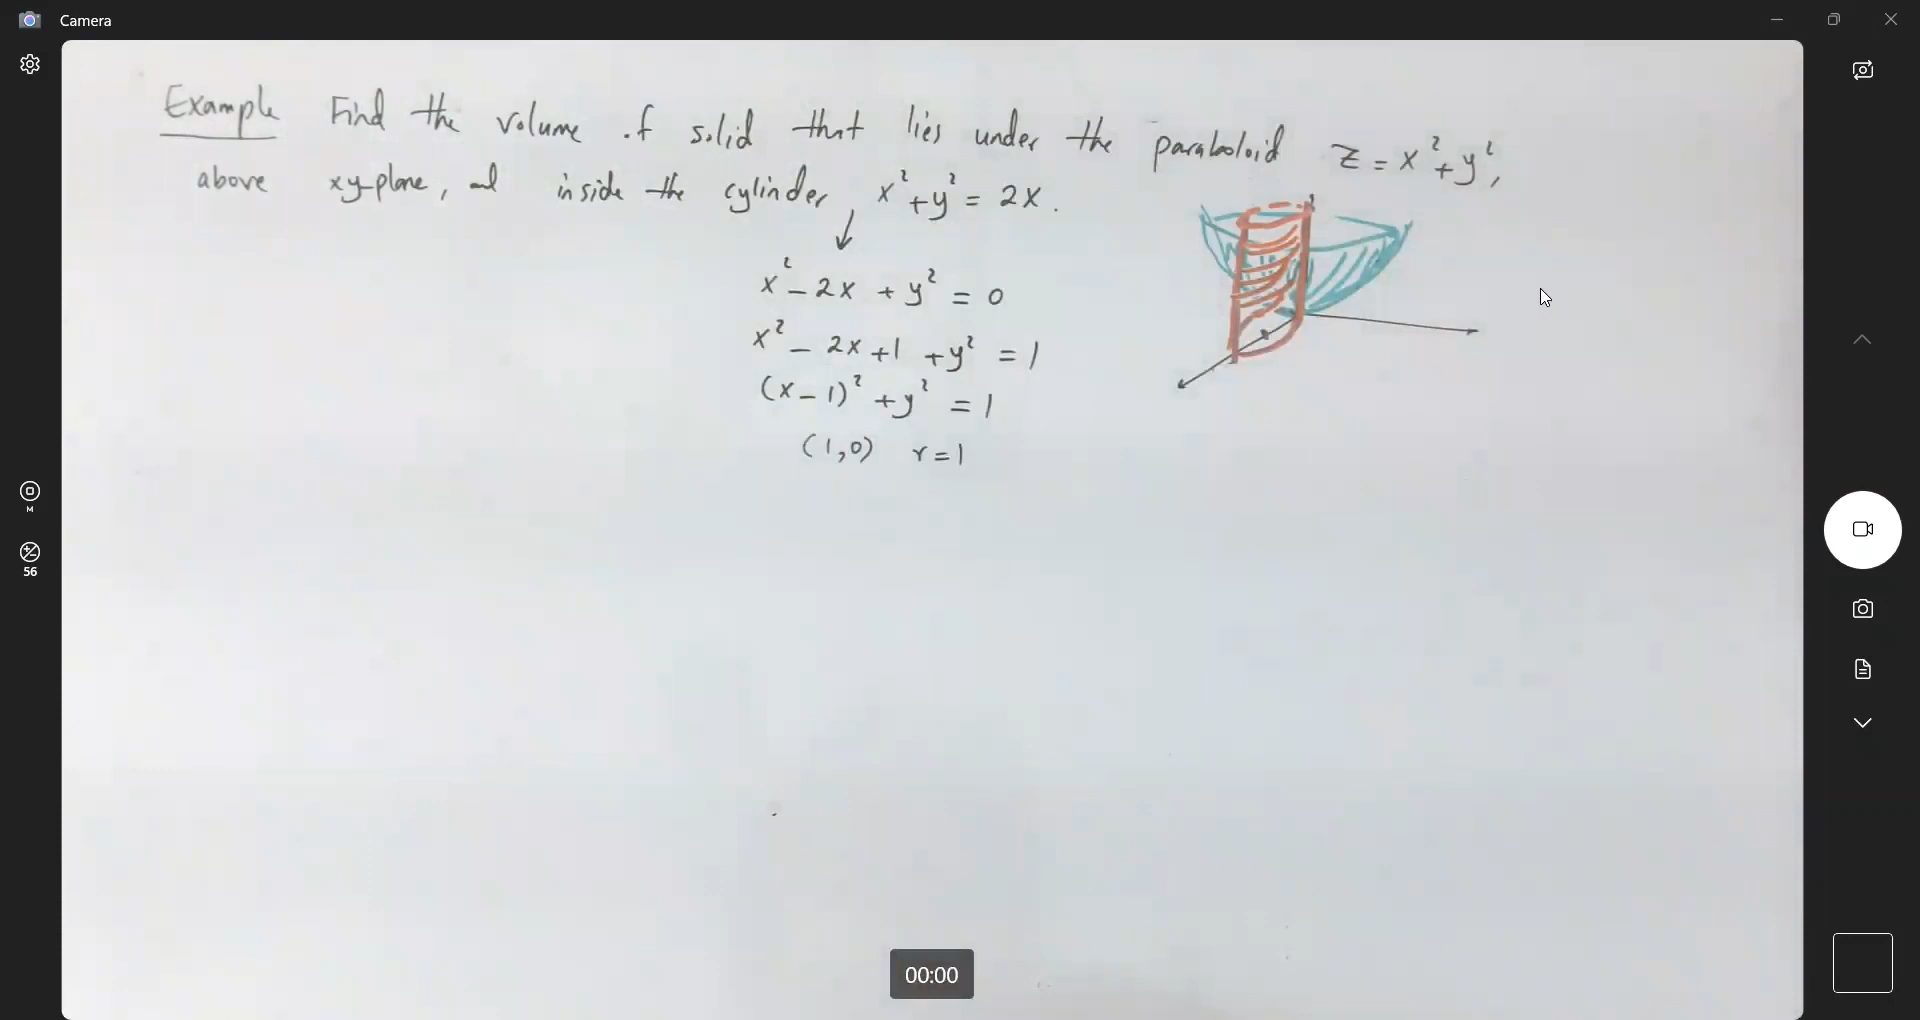 Camera
Example Find the volume of solid that lies under the paraboloid z = x² + y²,
above xy-plane, and inside the cylinder x² + y² = 2x.
x² - 2x + y² = 0
x² - 2x + 1 + y² = 1
(x - 1)² + y² = 1
(1,0) r = 1
M
56
00:00